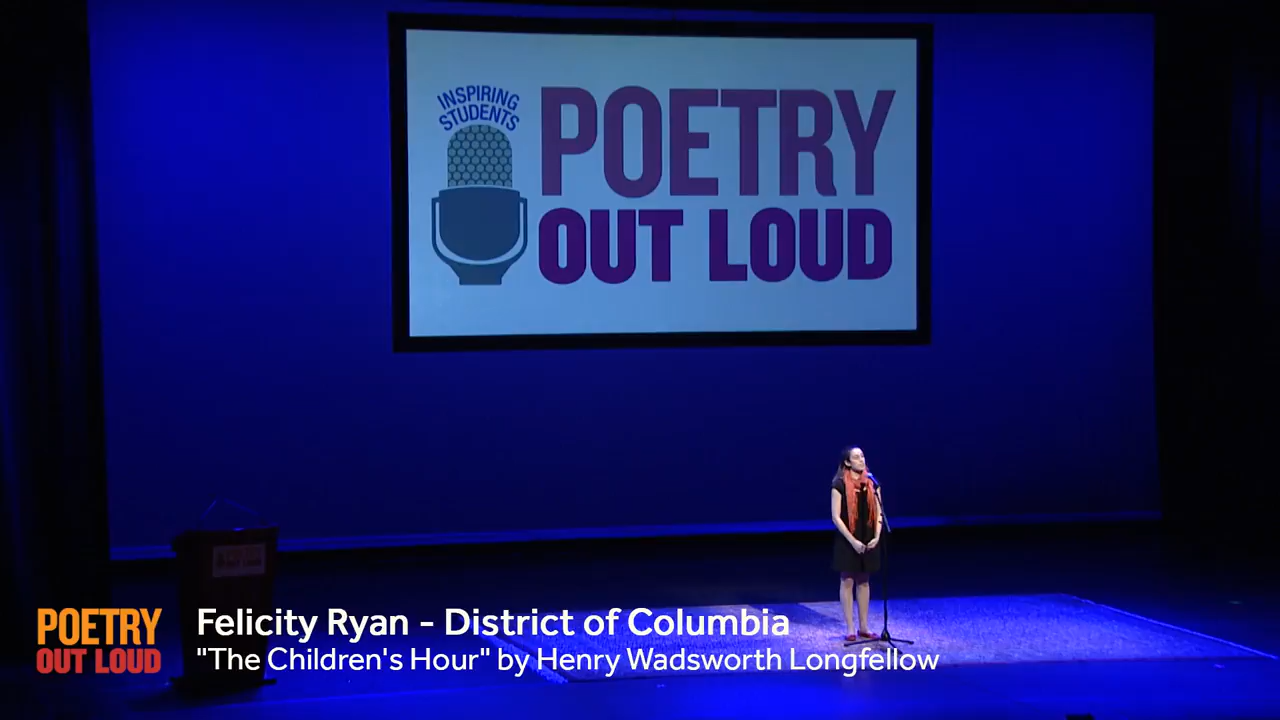 INSPIRING
STUDENTS
POETRY
OUT LOUD
POETRY
OUT LOUD
Felicity Ryan - District of Columbia
"The Children's Hour" by Henry Wadsworth Longfellow